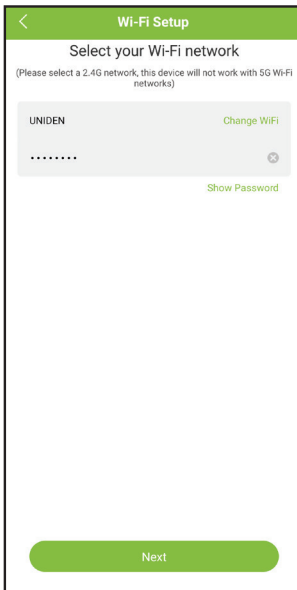 Wi-Fi Setup
Select your Wi-Fi network
(Please select a 2.4G network, this device will not work with 5G Wi-Fi
networks)
UNIDEN Change WiFi
••••••••
Show Password
Next